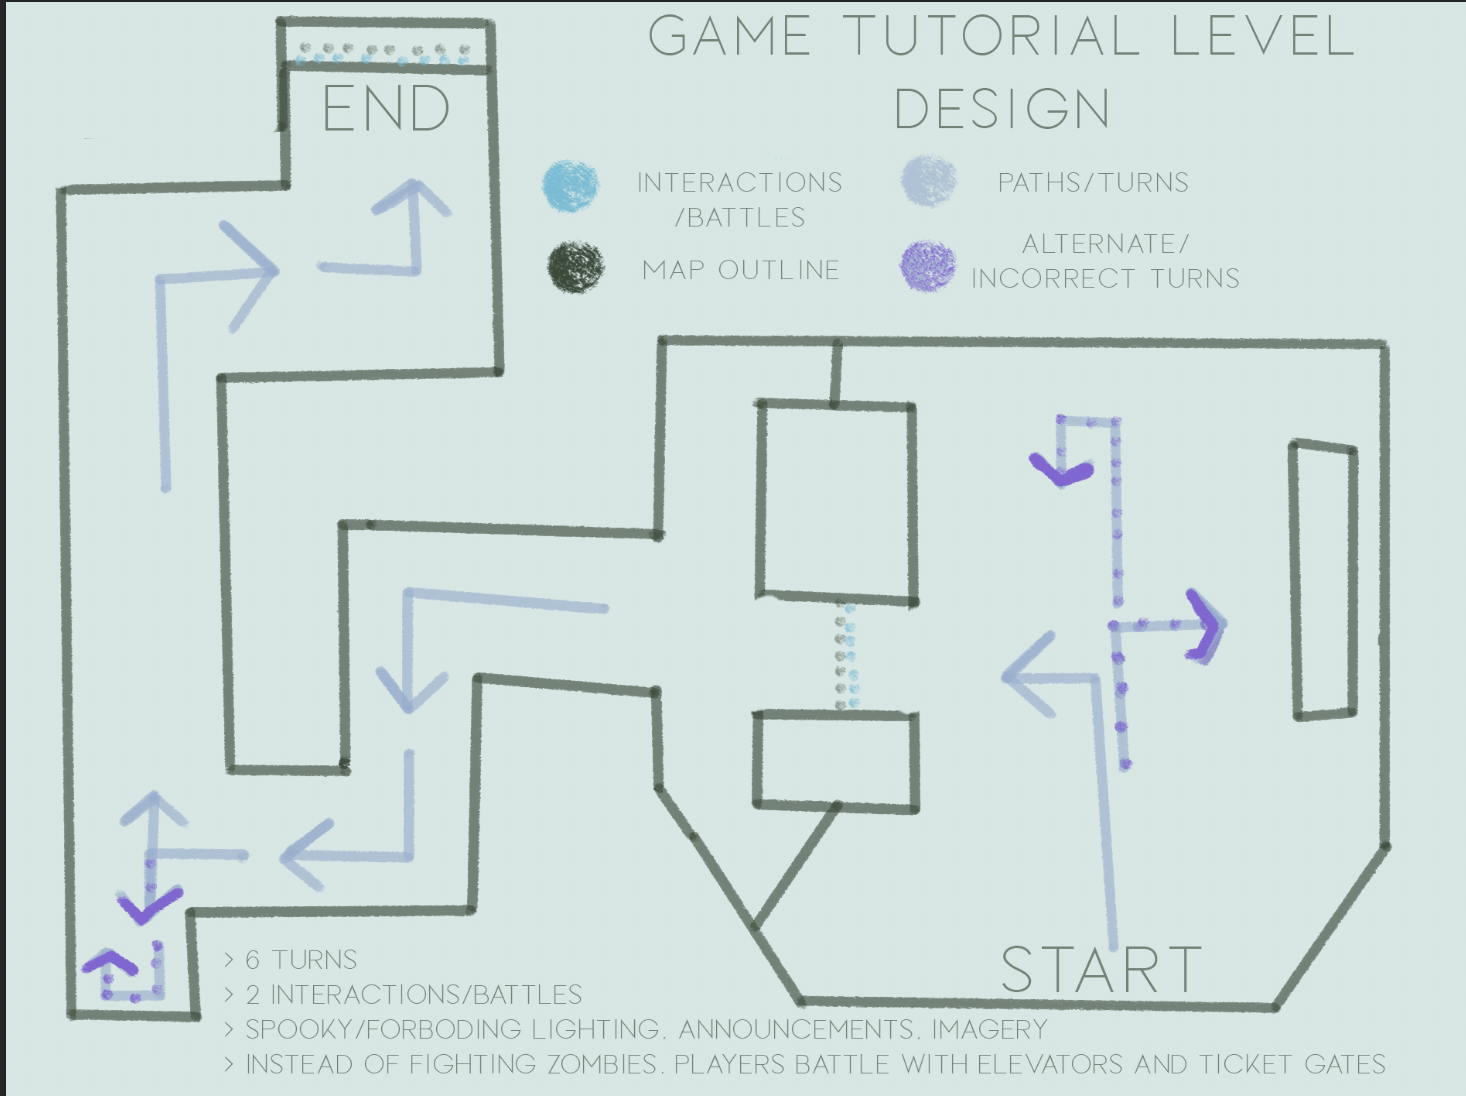 GAME TUTORIAL LEVEL
DESIGN
END
INTERACTIONS
/BATTLES
PATHS/TURNS
MAP OUTLINE
ALTERNATE/
INCORRECT TURNS
START
> 6 TURNS
> 2 INTERACTIONS/BATTLES
> SPOOKY/FORBODING LIGHTING, ANNOUNCEMENTS, IMAGERY
> INSTEAD OF FIGHTING ZOMBIES, PLAYERS BATTLE WITH ELEVATORS AND TICKET GATES